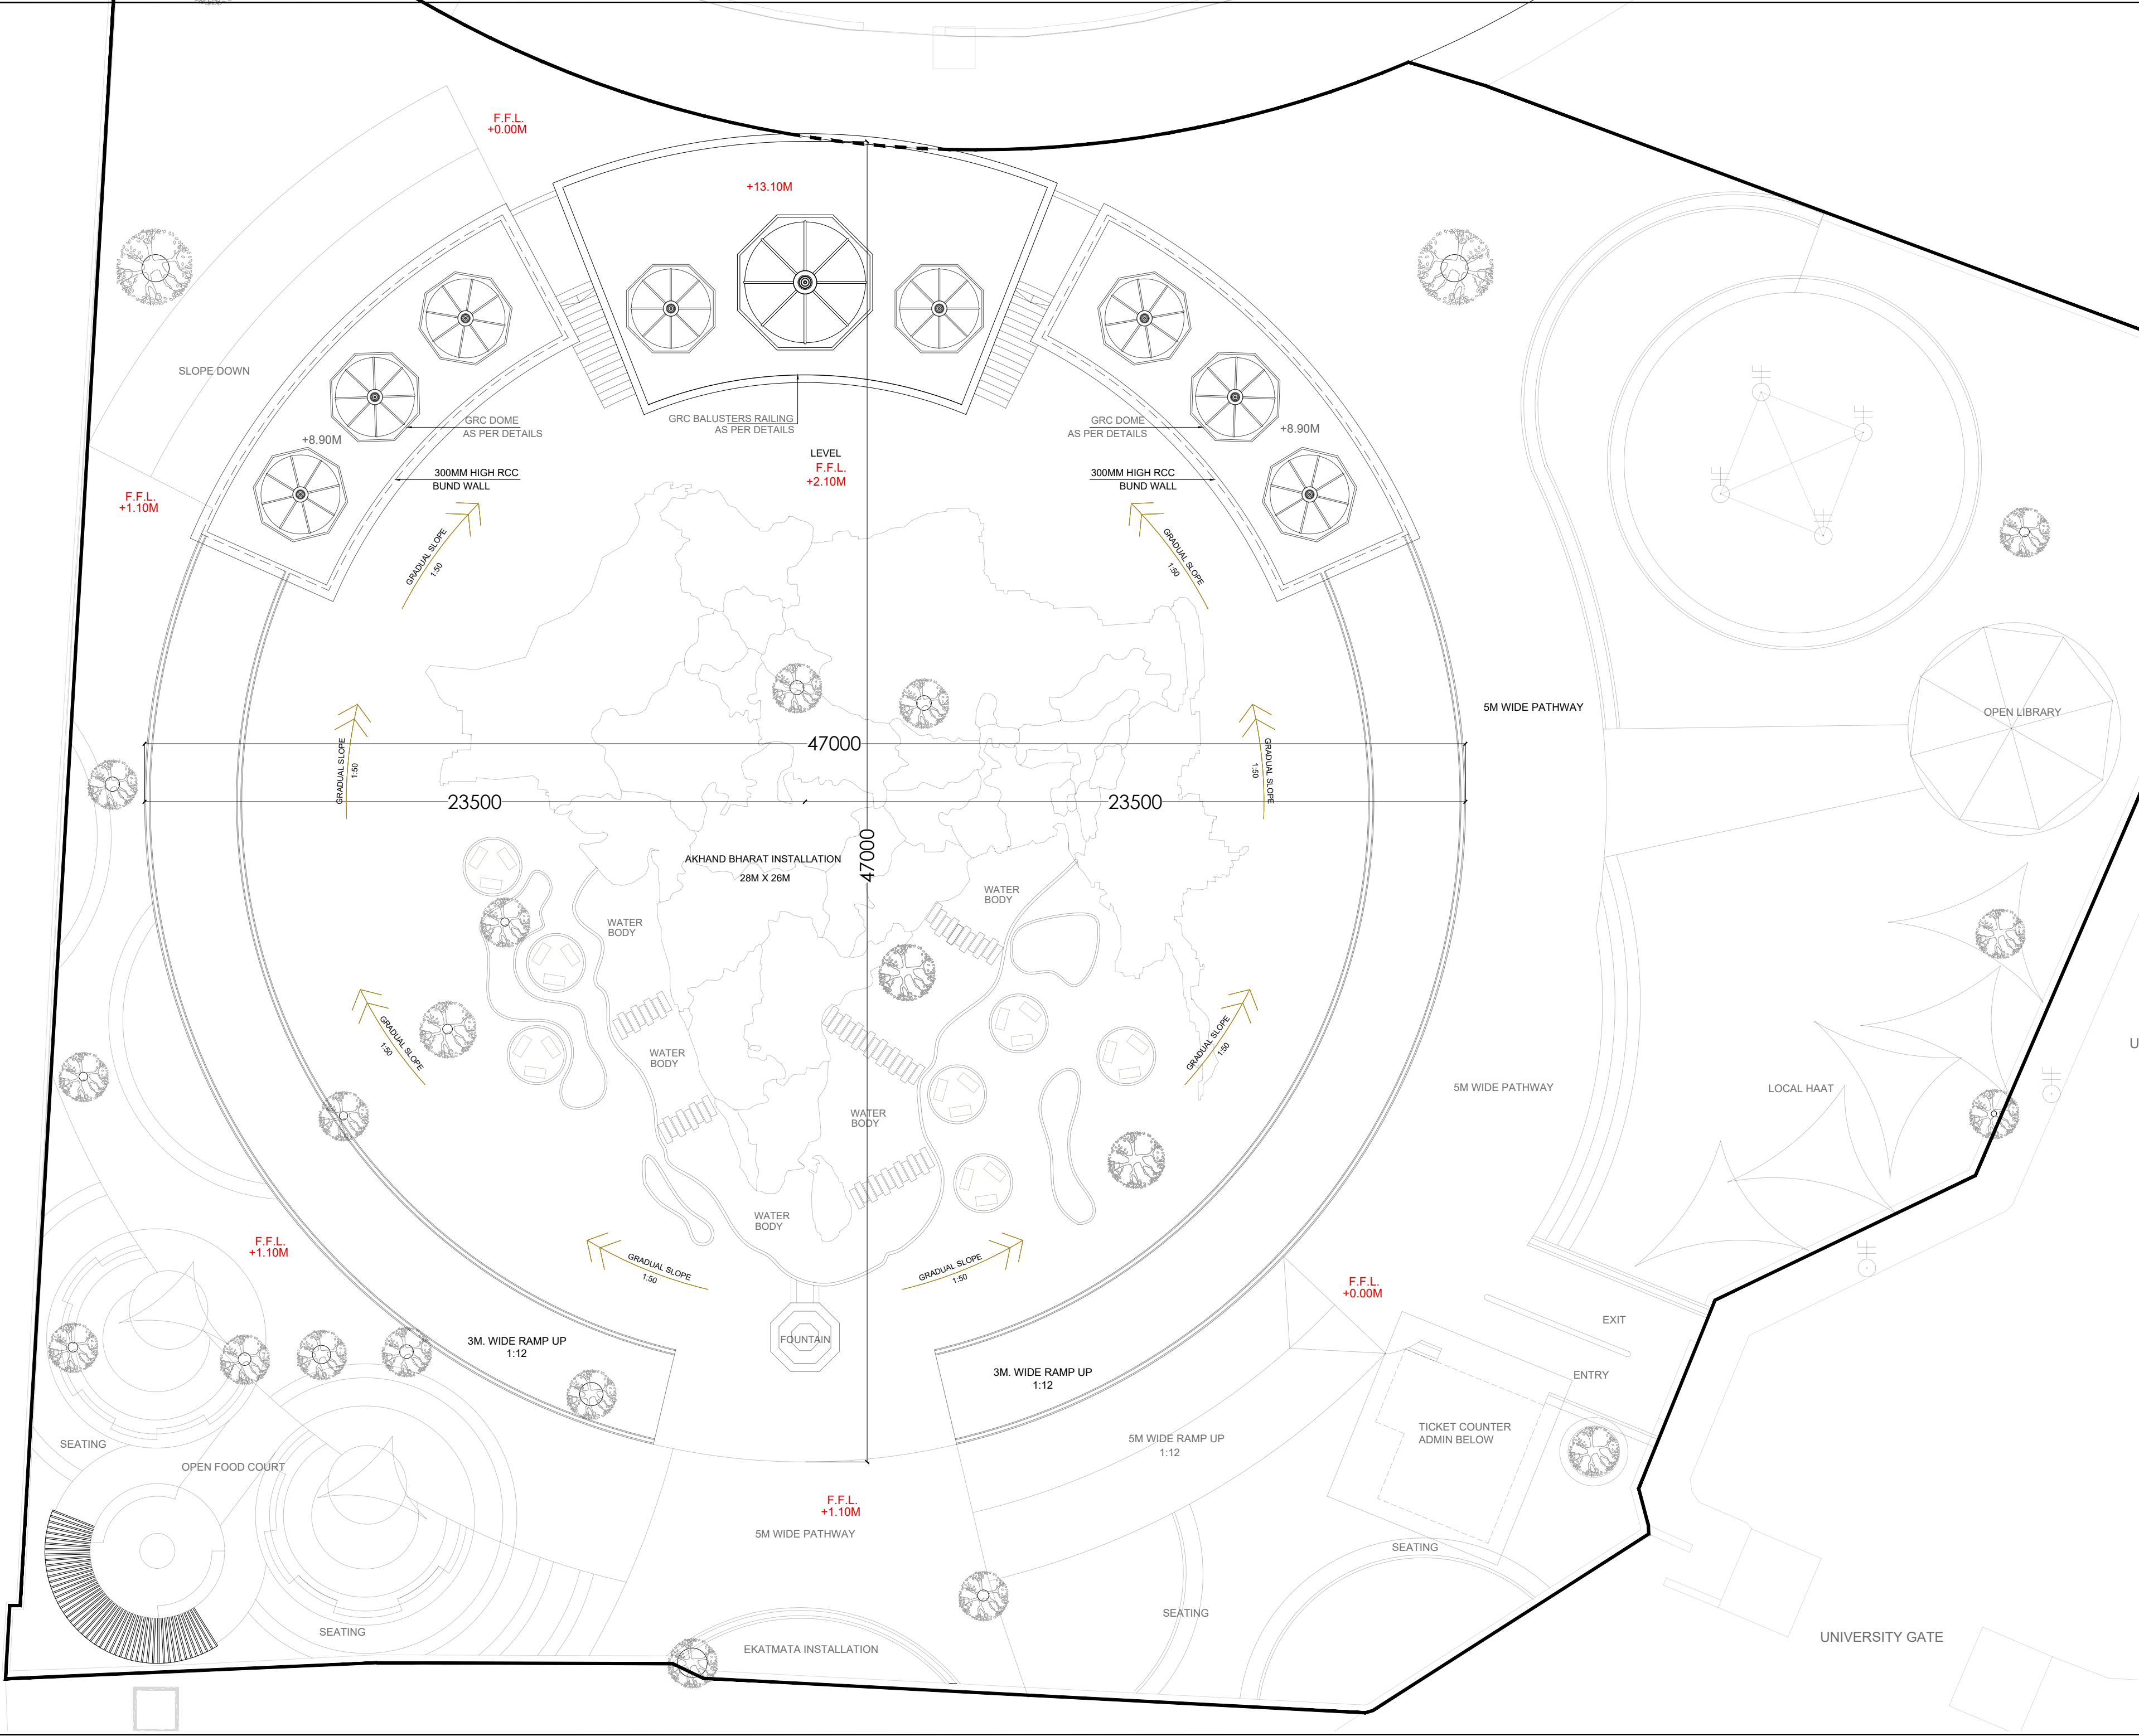 F.F.L.
+0.00M
+13.10M
SLOPE DOWN
GRC DOME
AS PER DETAILS
GRC BALUSTERS RAILING
AS PER DETAILS
GRC DOME
AS PER DETAILS
+8.90M
+8.90M
LEVEL
F.F.L.
+2.10M
300MM HIGH RCC
BUND WALL
300MM HIGH RCC
BUND WALL
F.F.L.
+1.10M
GRADUAL SLOPE
1:50
GRADUAL SLOPE
1:50
5M WIDE PATHWAY
OPEN LIBRARY
47000
GRADUAL SLOPE
1:50
GRADUAL SLOPE
1:50
23500
23500
47000
AKHAND BHARAT INSTALLATION
28M X 26M
WATER
BODY
WATER
BODY
GRADUAL SLOPE
1:50
GRADUAL SLOPE
1:50
WATER
BODY
U
5M WIDE PATHWAY
LOCAL HAAT
WATER
BODY
WATER
BODY
F.F.L.
+1.10M
GRADUAL SLOPE
1:50
GRADUAL SLOPE
1:50
F.F.L.
+0.00M
EXIT
3M. WIDE RAMP UP
1:12
FOUNTAIN
3M. WIDE RAMP UP
1:12
ENTRY
TICKET COUNTER
ADMIN BELOW
5M WIDE RAMP UP
1:12
SEATING
OPEN FOOD COURT
F.F.L.
+1.10M
5M WIDE PATHWAY
SEATING
SEATING
SEATING
EKATMATA INSTALLATION
UNIVERSITY GATE